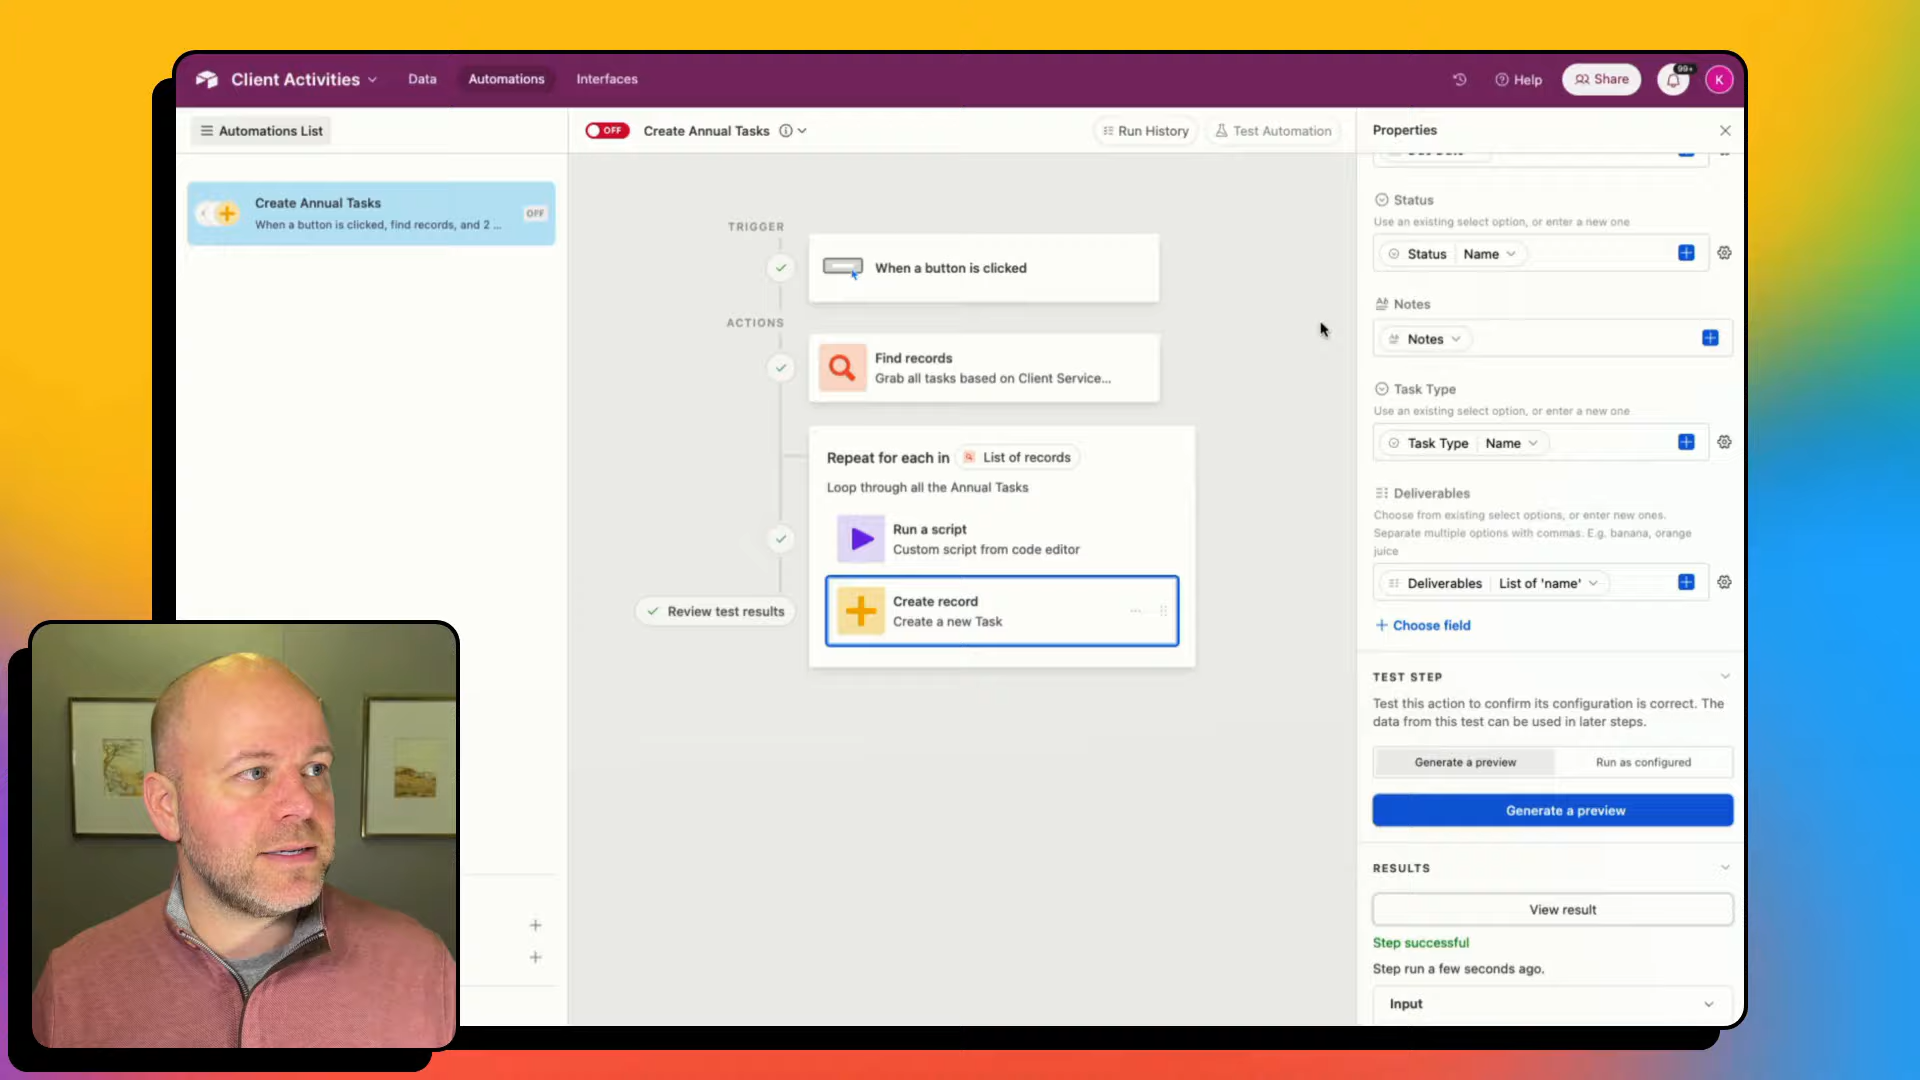 Client Activities
Data
Automations
Interfaces
Help
Share
99+
K
Automations List
OFF
Create Annual Tasks
Run History
Test Automation
Properties
Create Annual Tasks
When a button is clicked, find records, and 2 ...
OFF
TRIGGER
When a button is clicked
ACTIONS
Find records
Grab all tasks based on Client Service...
Repeat for each in
List of records
Loop through all the Annual Tasks
Run a script
Custom script from code editor
Create record
Create a new Task
Review test results
Status
Use an existing select option, or enter a new one
Status Name
Notes
Notes
Task Type
Use an existing select option, or enter a new one
Task Type Name
Deliverables
Choose from existing select options, or enter new ones.
Separate multiple options with commas. E.g. banana, orange
juice
Deliverables List of 'name'
+ Choose field
TEST STEP
Test this action to confirm its configuration is correct. The
data from this test can be used in later steps.
Generate a preview
Run as configured
Generate a preview
RESULTS
View result
Step successful
Step run a few seconds ago.
Input